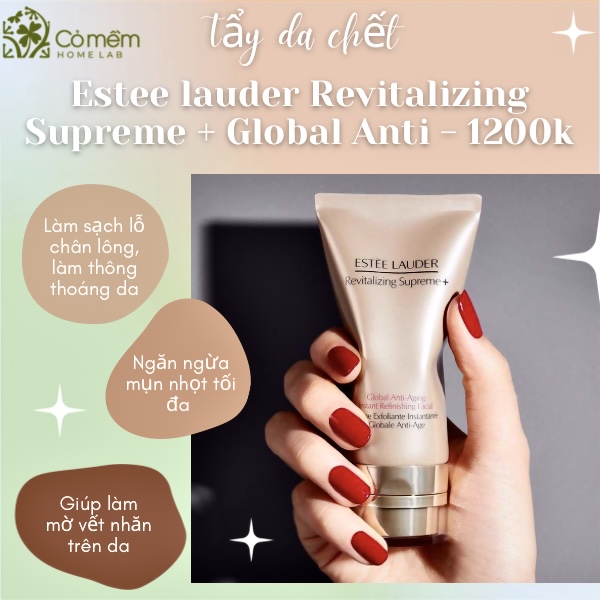 Cỏ mềm
HOME LAB
tẩy da chết
Estee lauder Revitalizing
Supreme + Global Anti - 1200k
Làm sạch lỗ
chân lông,
làm thông
thoáng da
Ngăn ngừa
mụn nhọt tối
đa
Giúp làm
mờ vết nhăn
trên da
ESTĒE LAUDER
Revitalizing Supreme+
Global Anti-Aging
Instant Refinishing Facial
Exfoliante Instantanée
Globale Anti-Age